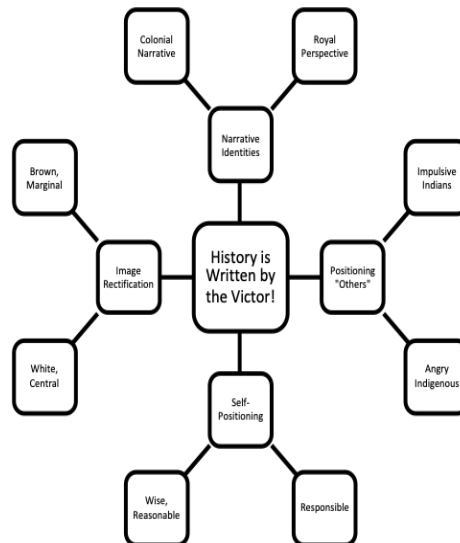 Colonial
Narrative
Royal
Perspective
Narrative
Identities
Brown,
Marginal
Impulsive
Indians
Image
Rectification
History is
Written by
the Victor!
Positioning
"Others"
White,
Central
Angry
Indigenous
Self-
Positioning
Wise,
Reasonable
Responsible